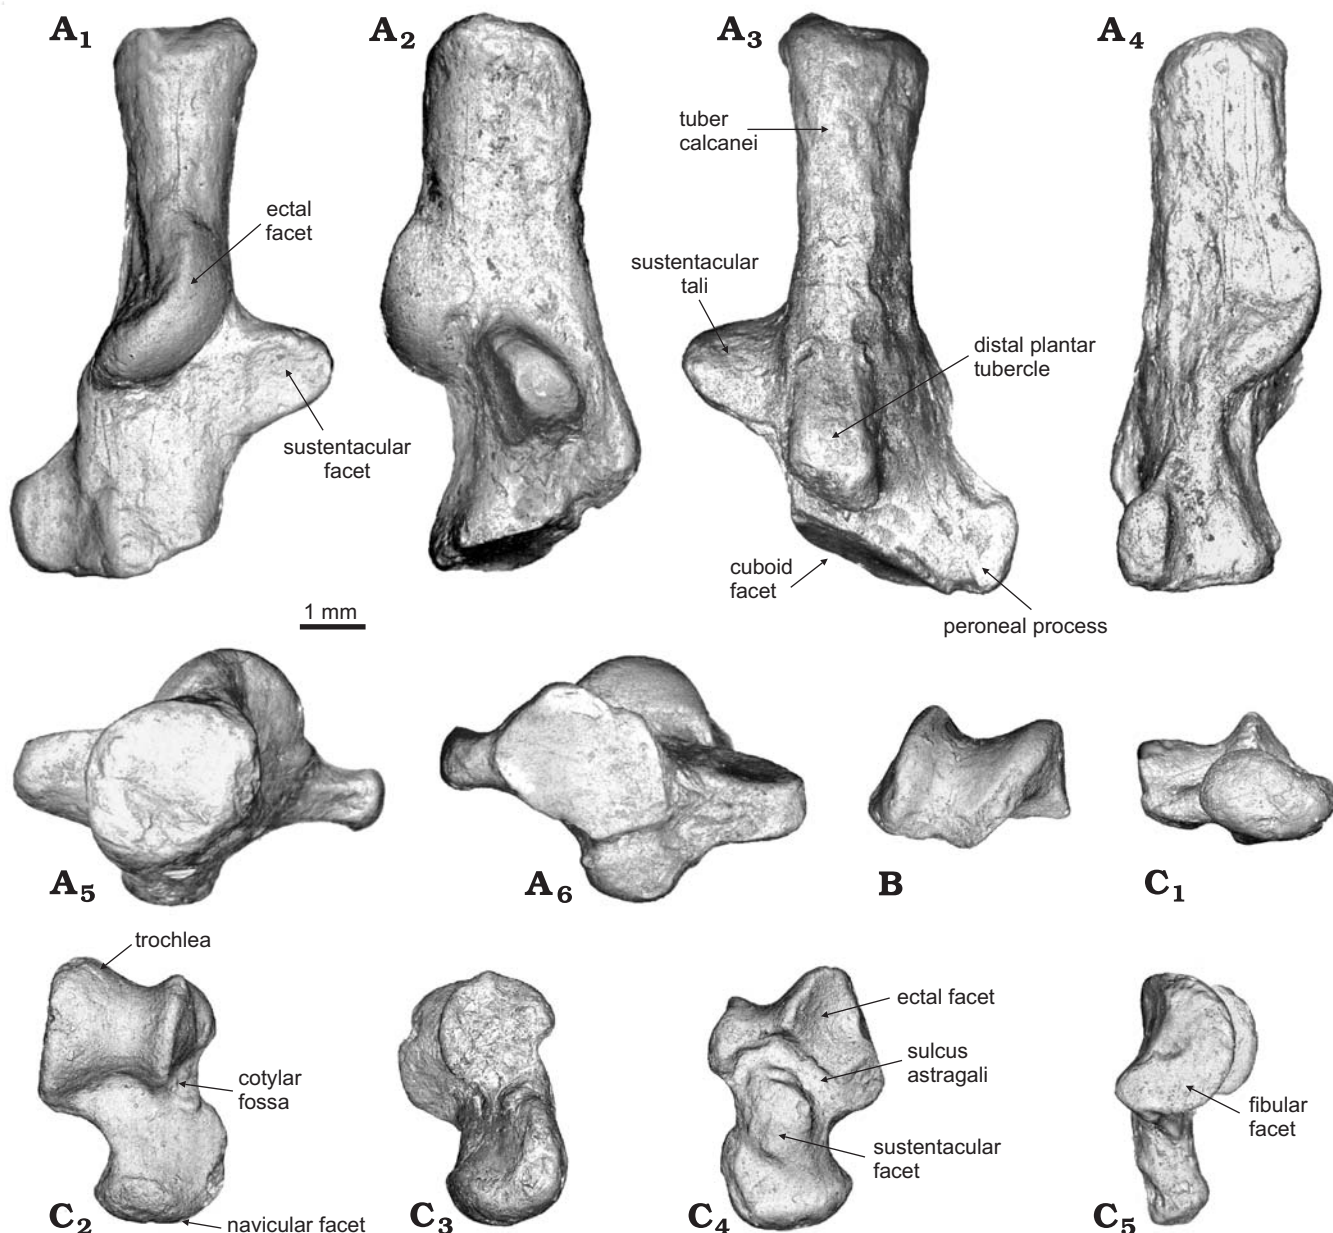 A1
A2
A3
A4
tuber
calcanei
ectal
facet
sustentacular
tali
distal plantar
tubercle
sustentacular
facet
cuboid
facet
peroneal process
1 mm
A5
A6
B
C1
trochlea
ectal facet
sulcus
astragali
cotylar
fossa
fibular
facet
sustentacular
facet
navicular facet
C2
C3
C4
C5